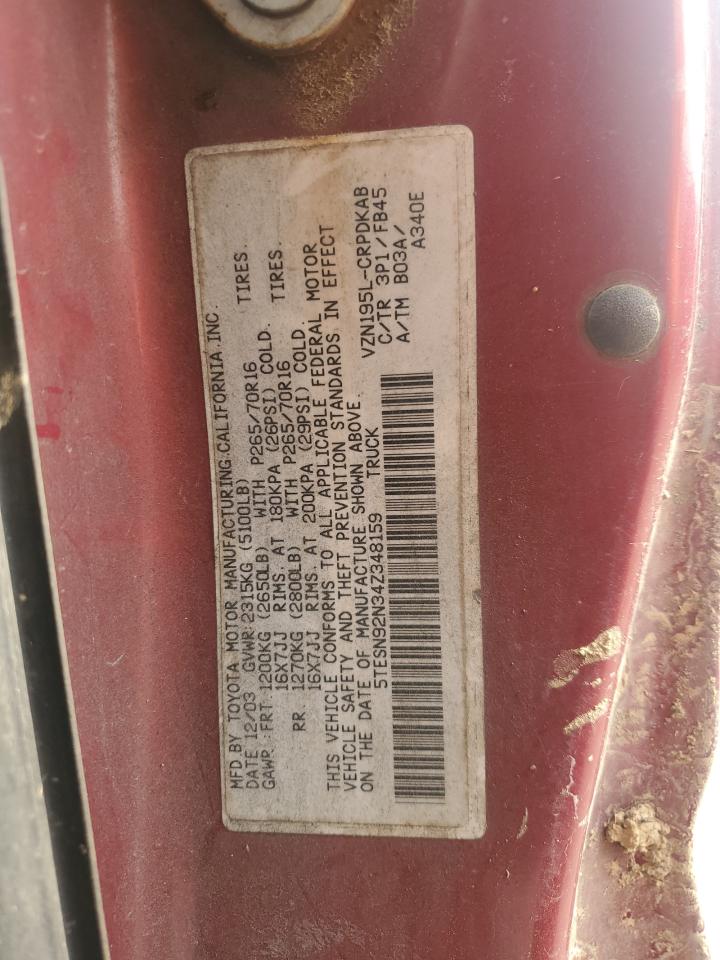 MFD.BY TOYOTA MOTOR MANUFACTURING,CALIFORNIA,INC.
DATE 12/03 GVWR:2315KG (5100LB)
GAWR.:FRT.1200KG (2650LB) WITH P265/70R16 TIRES.
16X7JJ RIMS. AT 180KPA (26PSI) COLD.
RR. 1270KG (2800LB) WITH P265/70R16 TIRES.
16X7JJ RIMS. AT 200KPA (29PSI) COLD.
THIS VEHICLE CONFORMS TO ALL APPLICABLE FEDERAL MOTOR
VEHICLE SAFETY AND THEFT PREVENTION STANDARDS IN EFFECT
ON THE DATE OF MANUFACTURE SHOWN ABOVE.
5TESN92N34Z348159 TRUCK
VZN195L-CRPDKAB
C/TR 3P1/FB45
A/TM B03A/
A340E